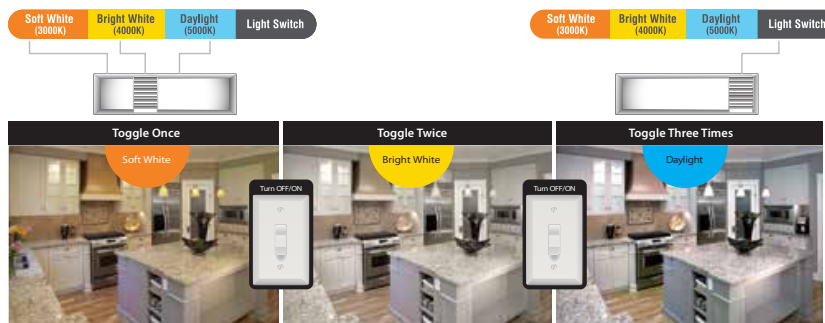 Soft White
(3000K)
Bright White
(4000K)
Daylight
(5000K)
Light Switch
Soft White
(3000K)
Bright White
(4000K)
Daylight
(5000K)
Light Switch
Toggle Once
Toggle Twice
Toggle Three Times
Soft White
Bright White
Daylight
Turn OFF/ON
Turn OFF/ON